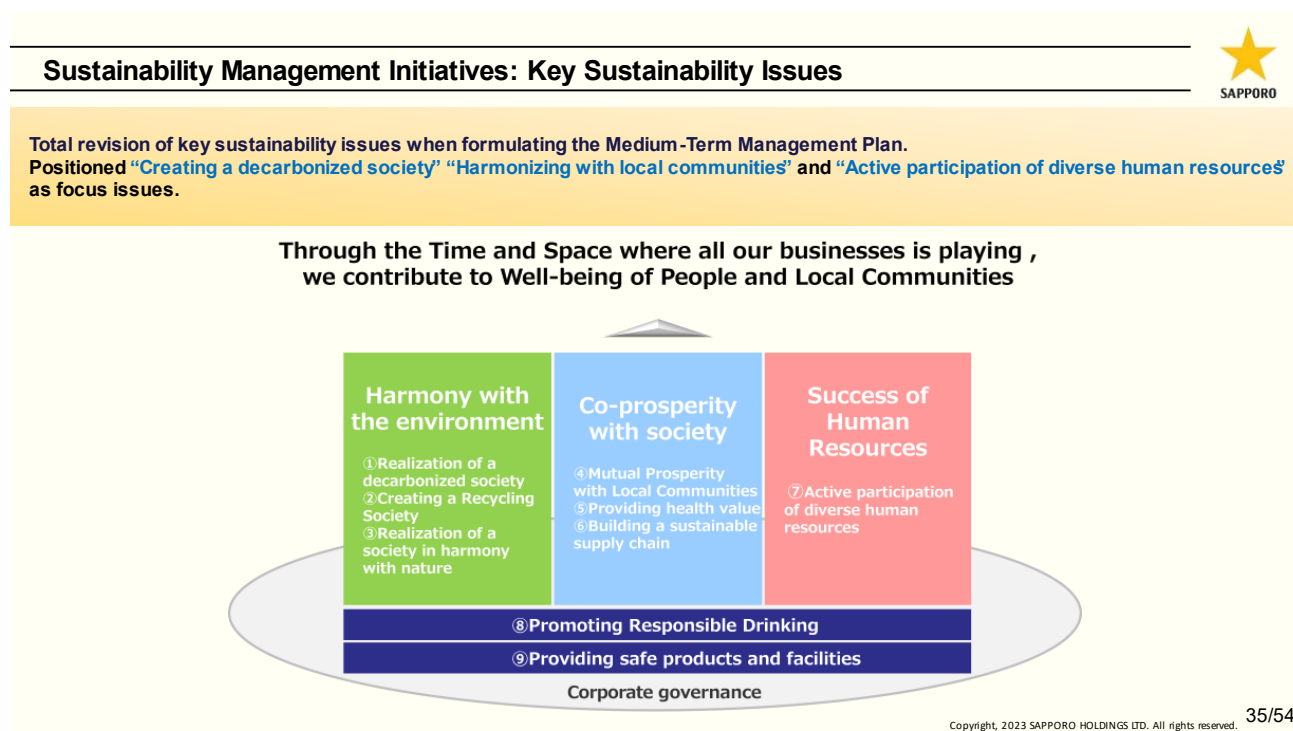 Sustainability Management Initiatives: Key Sustainability Issues
SAPPORO
Total revision of key sustainability issues when formulating the Medium-Term Management Plan.
Positioned “Creating a decarbonized society” “Harmonizing with local communities” and “Active participation of diverse human resources”
as focus issues.
Through the Time and Space where all our businesses is playing ,
we contribute to Well-being of People and Local Communities
Harmony with
the environment
①Realization of a
decarbonized society
②Creating a Recycling
Society
③Realization of a
society in harmony
with nature
Co-prosperity
with society
④Mutual Prosperity
with Local Communities
⑤Providing health value
⑥Building a sustainable
supply chain
Success of
Human
Resources
⑦Active participation
of diverse human
resources
⑧Promoting Responsible Drinking
⑨Providing safe products and facilities
Corporate governance
Copyright, 2023 SAPPORO HOLDINGS LTD. All rights reserved.
35/54